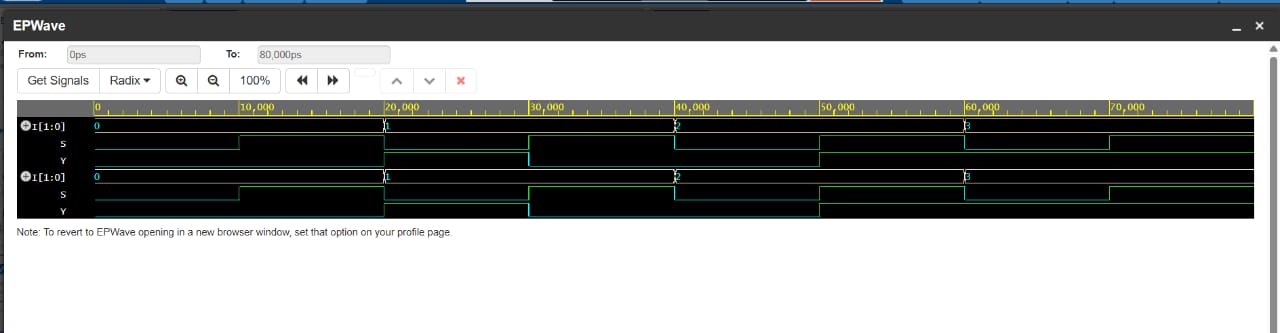 EPWave
From: 0ps To: 80,000ps
Get Signals Radix 100%
0 10,000 20,000 30,000 40,000 50,000 60,000 70,000
I[1:0] 0 1 2 3
S
Y
I[1:0] 0 1 2 3
S
Y
Note: To revert to EPWave opening in a new browser window, set that option on your profile page.